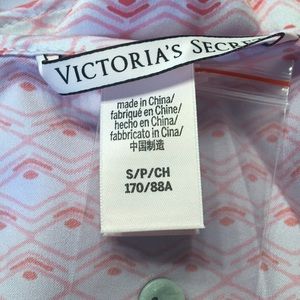 VICTORIA'S SECRET
made in China/
fabriqué en Chine/
hecho en China/
fabbricato in Cina/
中国制造
S/P/CH
170/88A